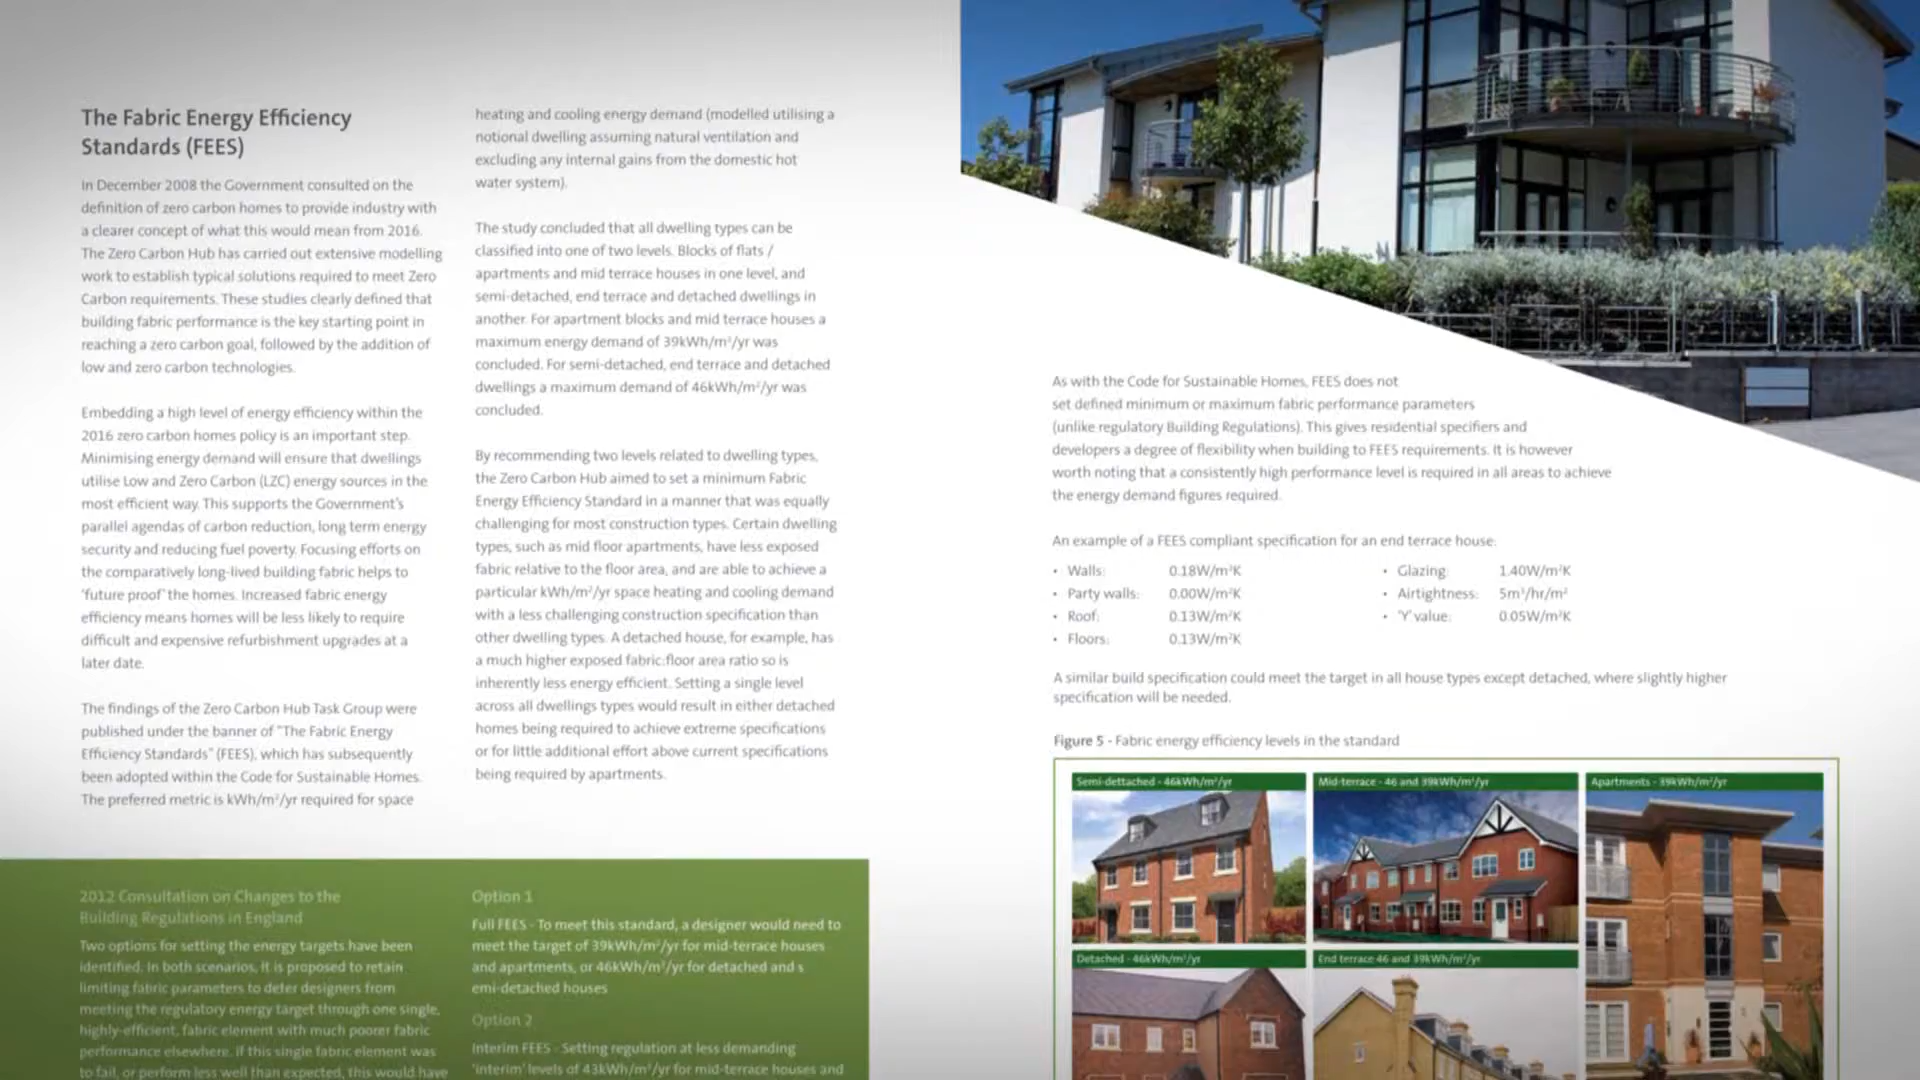 The Fabric Energy Efficiency
Standards (FEES)
In December 2008 the Government consulted on the
definition of zero carbon homes to provide industry with
a clearer concept of what this would mean from 2016.
The Zero Carbon Hub has carried out extensive modelling
work to establish typical solutions required to meet Zero
Carbon requirements. These studies clearly defined that
building fabric performance is the key starting point in
reaching a zero carbon goal, followed by the addition of
low and zero carbon technologies.
Embedding a high level of energy efficiency within the
2016 zero carbon homes policy is an important step.
Minimising energy demand will ensure that dwellings
utilise Low and Zero Carbon (LZC) energy sources in the
most efficient way. This supports the Government's
parallel agendas of carbon reduction, long term energy
security and reducing fuel poverty. Focusing efforts on
the comparatively long-lived building fabric helps to
'future proof' the homes. Increased fabric energy
efficiency means homes will be less likely to require
difficult and expensive refurbishment upgrades at a
later date.
The findings of the Zero Carbon Hub Task Group were
published under the banner of "The Fabric Energy
Efficiency Standards" (FEES), which has subsequently
been adopted within the Code for Sustainable Homes.
The preferred metric is kWh/m²/yr required for space
heating and cooling energy demand (modelled utilising a
notional dwelling assuming natural ventilation and
excluding any internal gains from the domestic hot
water system).
The study concluded that all dwelling types can be
classified into one of two levels. Blocks of flats /
apartments and mid terrace houses in one level, and
semi-detached, end terrace and detached dwellings in
another. For apartment blocks and mid terrace houses a
maximum energy demand of 39kWh/m²/yr was
concluded. For semi-detached, end terrace and detached
dwellings a maximum demand of 46kWh/m²/yr was
concluded.
By recommending two levels related to dwelling types,
the Zero Carbon Hub aimed to set a minimum Fabric
Energy Efficiency Standard in a manner that was equally
challenging for most construction types. Certain dwelling
types, such as mid floor apartments, have less exposed
fabric relative to the floor area, and are able to achieve a
particular kWh/m²/yr space heating and cooling demand
with a less challenging construction specification than
other dwelling types. A detached house, for example, has
a much higher exposed fabric:floor area ratio so is
inherently less energy efficient. Setting a single level
across all dwellings types would result in either detached
homes being required to achieve extreme specifications
or for little additional effort above current specifications
being required by apartments.
2012 Consultation on Changes to the
Building Regulations in England
Two options for setting the energy targets have been
identified. In both scenarios, it is proposed to retain
limiting fabric parameters to deter designers from
meeting the regulatory energy target through one single,
highly-efficient, fabric element with much poorer fabric
performance elsewhere. If this single fabric element was
to fail, or perform less well than expected, this would have
Option 1
Full FEES - To meet this standard, a designer would need to
meet the target of 39kWh/m²/yr for mid-terrace houses
and apartments, or 46kWh/m²/yr for detached and s
emi-detached houses
Option 2
Interim FEES - Setting regulation at less demanding
'interim' levels of 43kWh/m²/yr for mid-terrace houses and
As with the Code for Sustainable Homes, FEES does not
set defined minimum or maximum fabric performance parameters
(unlike regulatory Building Regulations). This gives residential specifiers and
developers a degree of flexibility when building to FEES requirements. It is however
worth noting that a consistently high performance level is required in all areas to achieve
the energy demand figures required.
An example of a FEES compliant specification for an end terrace house:
• Walls: 0.18W/m²K
• Party walls: 0.00W/m²K
• Roof: 0.13W/m²K
• Floors: 0.13W/m²K
• Glazing: 1.40W/m²K
• Airtightness: 5m³/hr/m²
• 'Y' value: 0.05W/m²K
A similar build specification could meet the target in all house types except detached, where slightly higher
specification will be needed.
Figure 5 - Fabric energy efficiency levels in the standard
Semi-dettached - 46kWh/m²/yr
Mid-terrace - 46 and 39kWh/m²/yr
Apartments - 39kWh/m²/yr
Detached - 46kWh/m²/yr
End terrace-46 and 39kWh/m²/yr